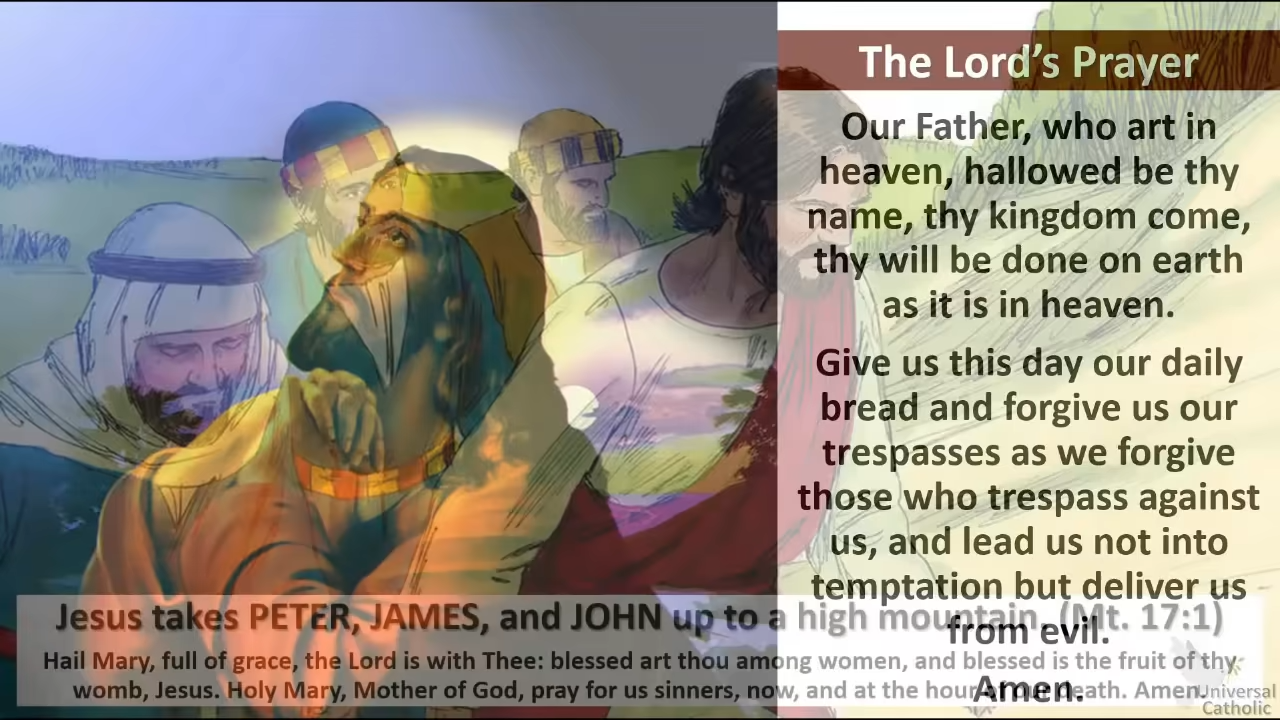 The Lord's Prayer
Our Father, who art in
heaven, hallowed be thy
name, thy kingdom come,
thy will be done on earth
as it is in heaven.
Give us this day our daily
bread and forgive us our
trespasses as we forgive
those who trespass against
us, and lead us not into
temptation but deliver us
from evil.
Amen.
Jesus takes PETER, JAMES, and JOHN up to a high mountain. (Mt. 17:1)
Hail Mary, full of grace, the Lord is with Thee: blessed art thou among women, and blessed is the fruit of thy
womb, Jesus. Holy Mary, Mother of God, pray for us sinners, now, and at the hour of our death. Amen.
Universal
Catholic